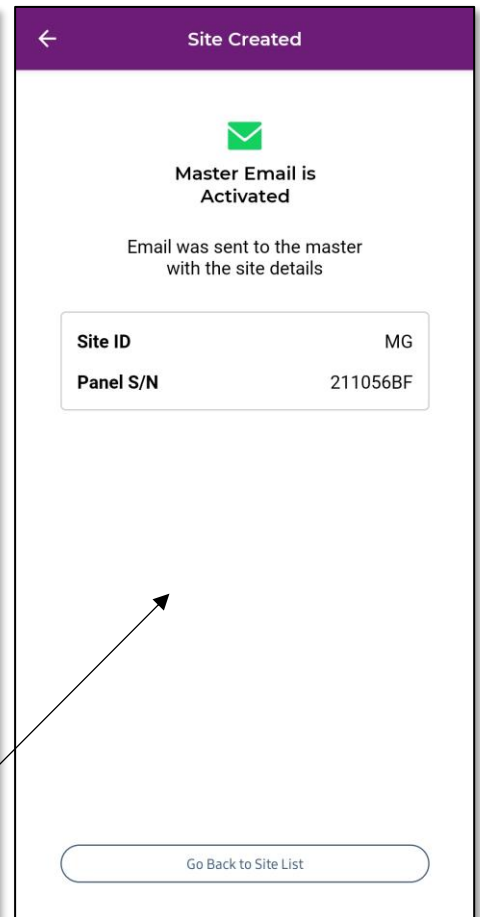 Site Created
Master Email is
Activated
Email was sent to the master
with the site details
Site ID MG
Panel S/N 211056BF
Go Back to Site List